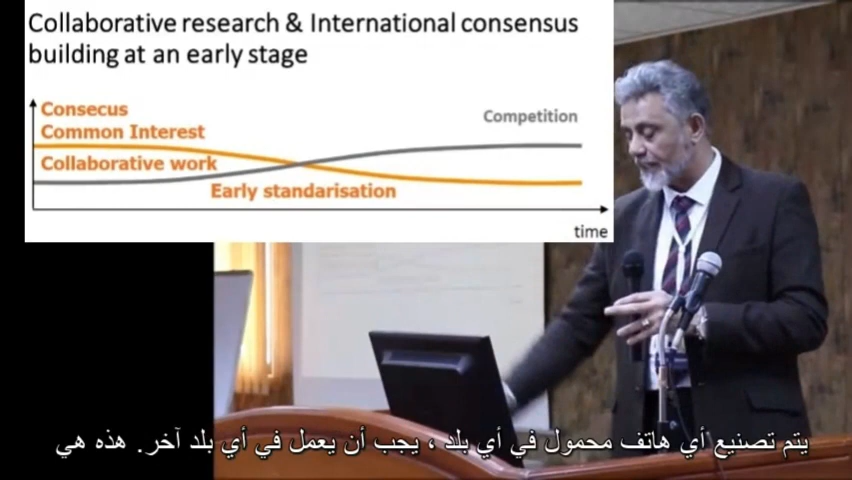 Collaborative research & International consensus
building at an early stage
Consecus
Common Interest
Competition
Collaborative work
Early standarisation
time
يتم تصنيع أي هاتف محمول في أي بلد ، يجب أن يعمل في أي بلد آخر. هذه هي